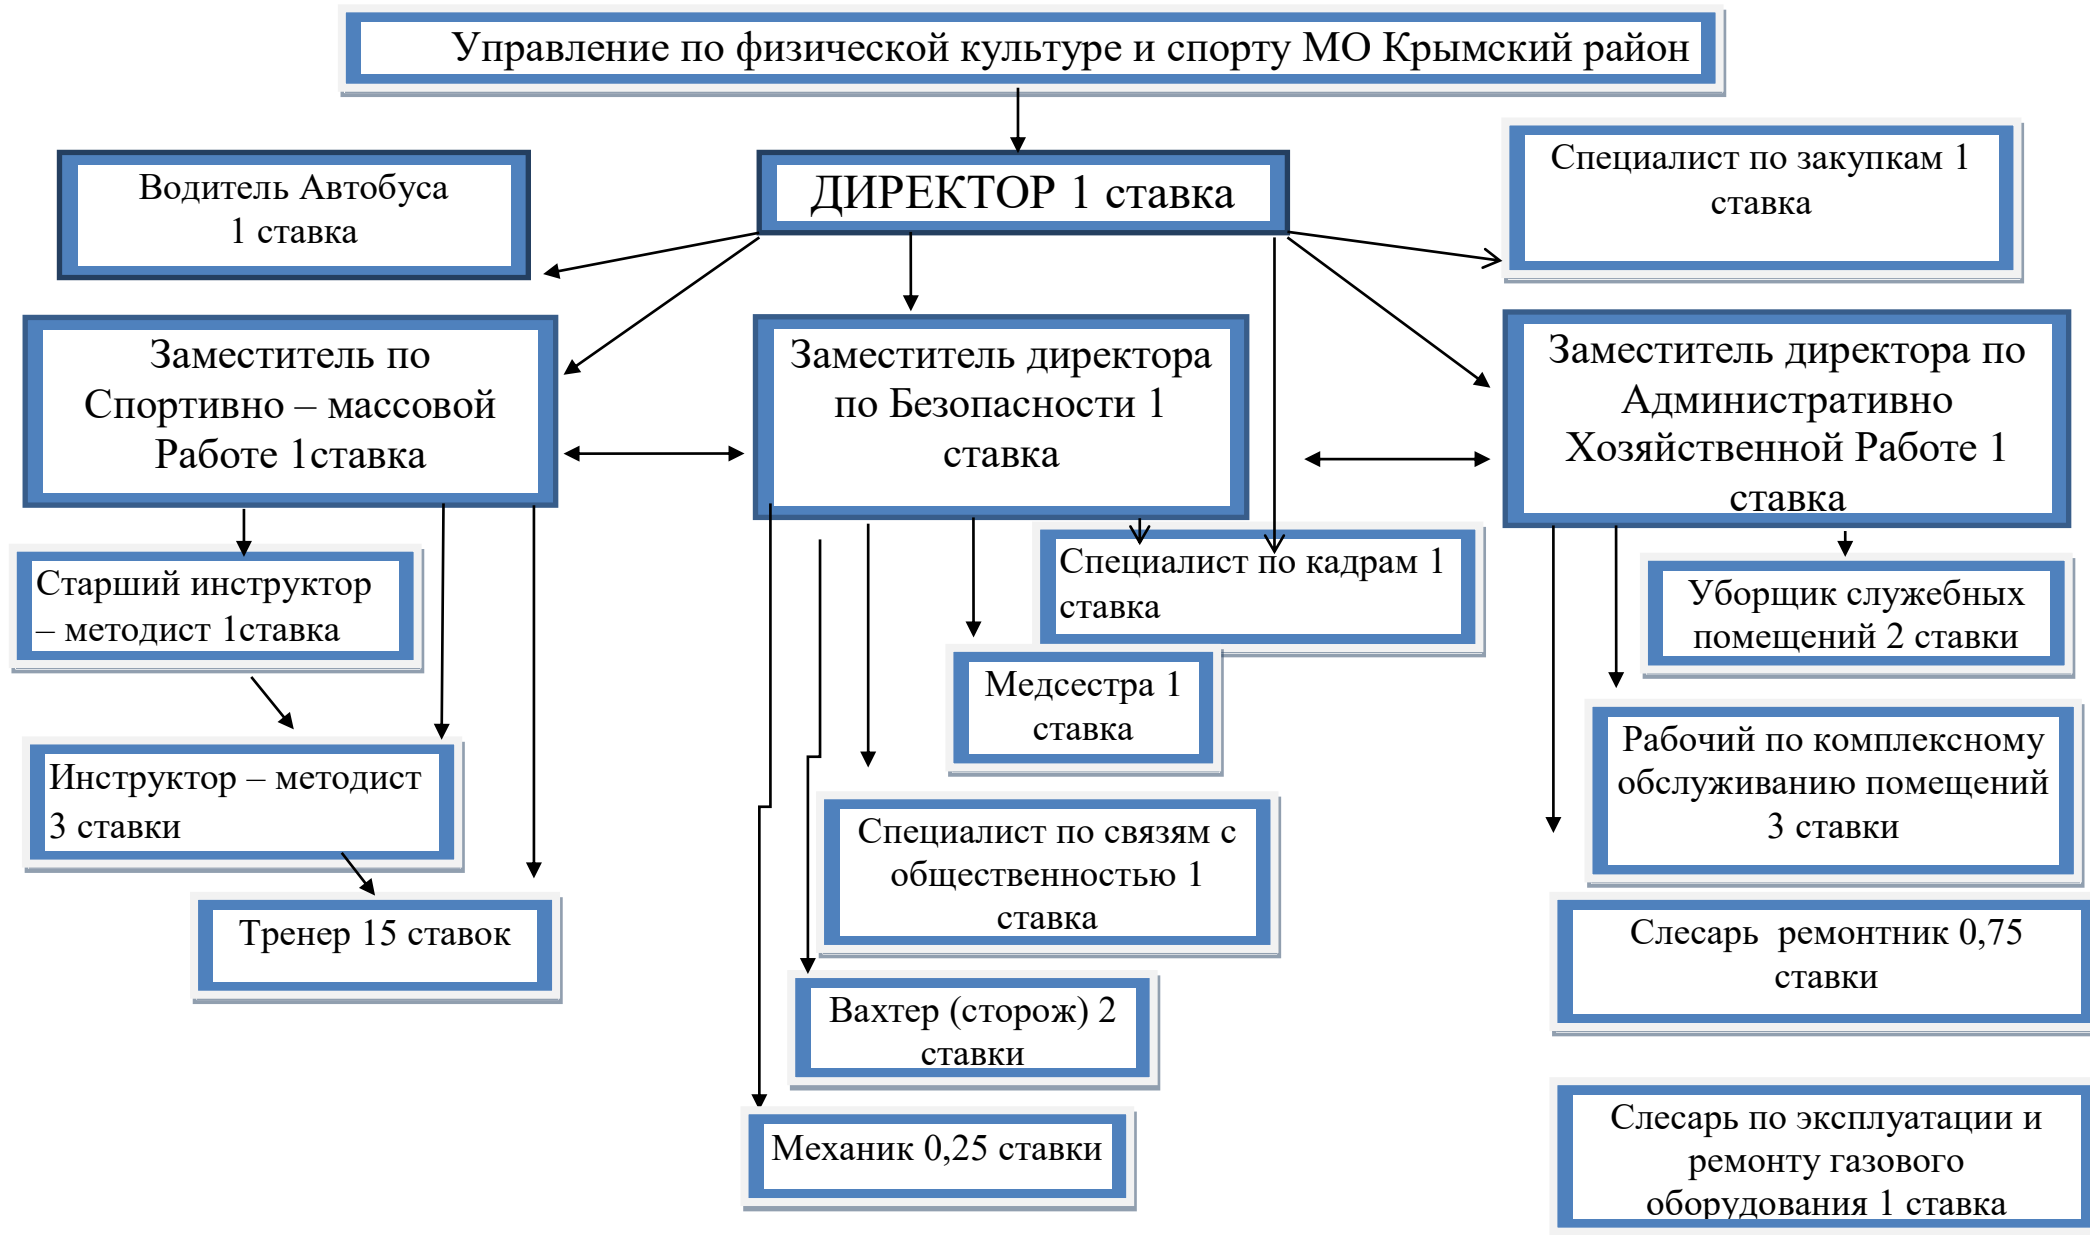 Управление по физической культуре и спорту МО Крымский район
Водитель Автобуса
1 ставка
ДИРЕКТОР 1 ставка
Специалист по закупкам 1
ставка
Заместитель по
Спортивно – массовой
Работе 1ставка
Заместитель директора
по Безопасности 1
ставка
Заместитель директора по
Административно
Хозяйственной Работе 1
ставка
Старший инструктор
– методист 1ставка
Специалист по кадрам 1
ставка
Уборщик служебных
помещений 2 ставки
Медсестра 1
ставка
Инструктор – методист
3 ставки
Рабочий по комплексному
обслуживанию помещений
3 ставки
Специалист по связям с
общественностью 1
ставка
Тренер 15 ставок
Слесарь  ремонтник 0,75
ставки
Вахтер (сторож) 2
ставки
Механик 0,25 ставки
Слесарь по эксплуатации и
ремонту газового
оборудования 1 ставка